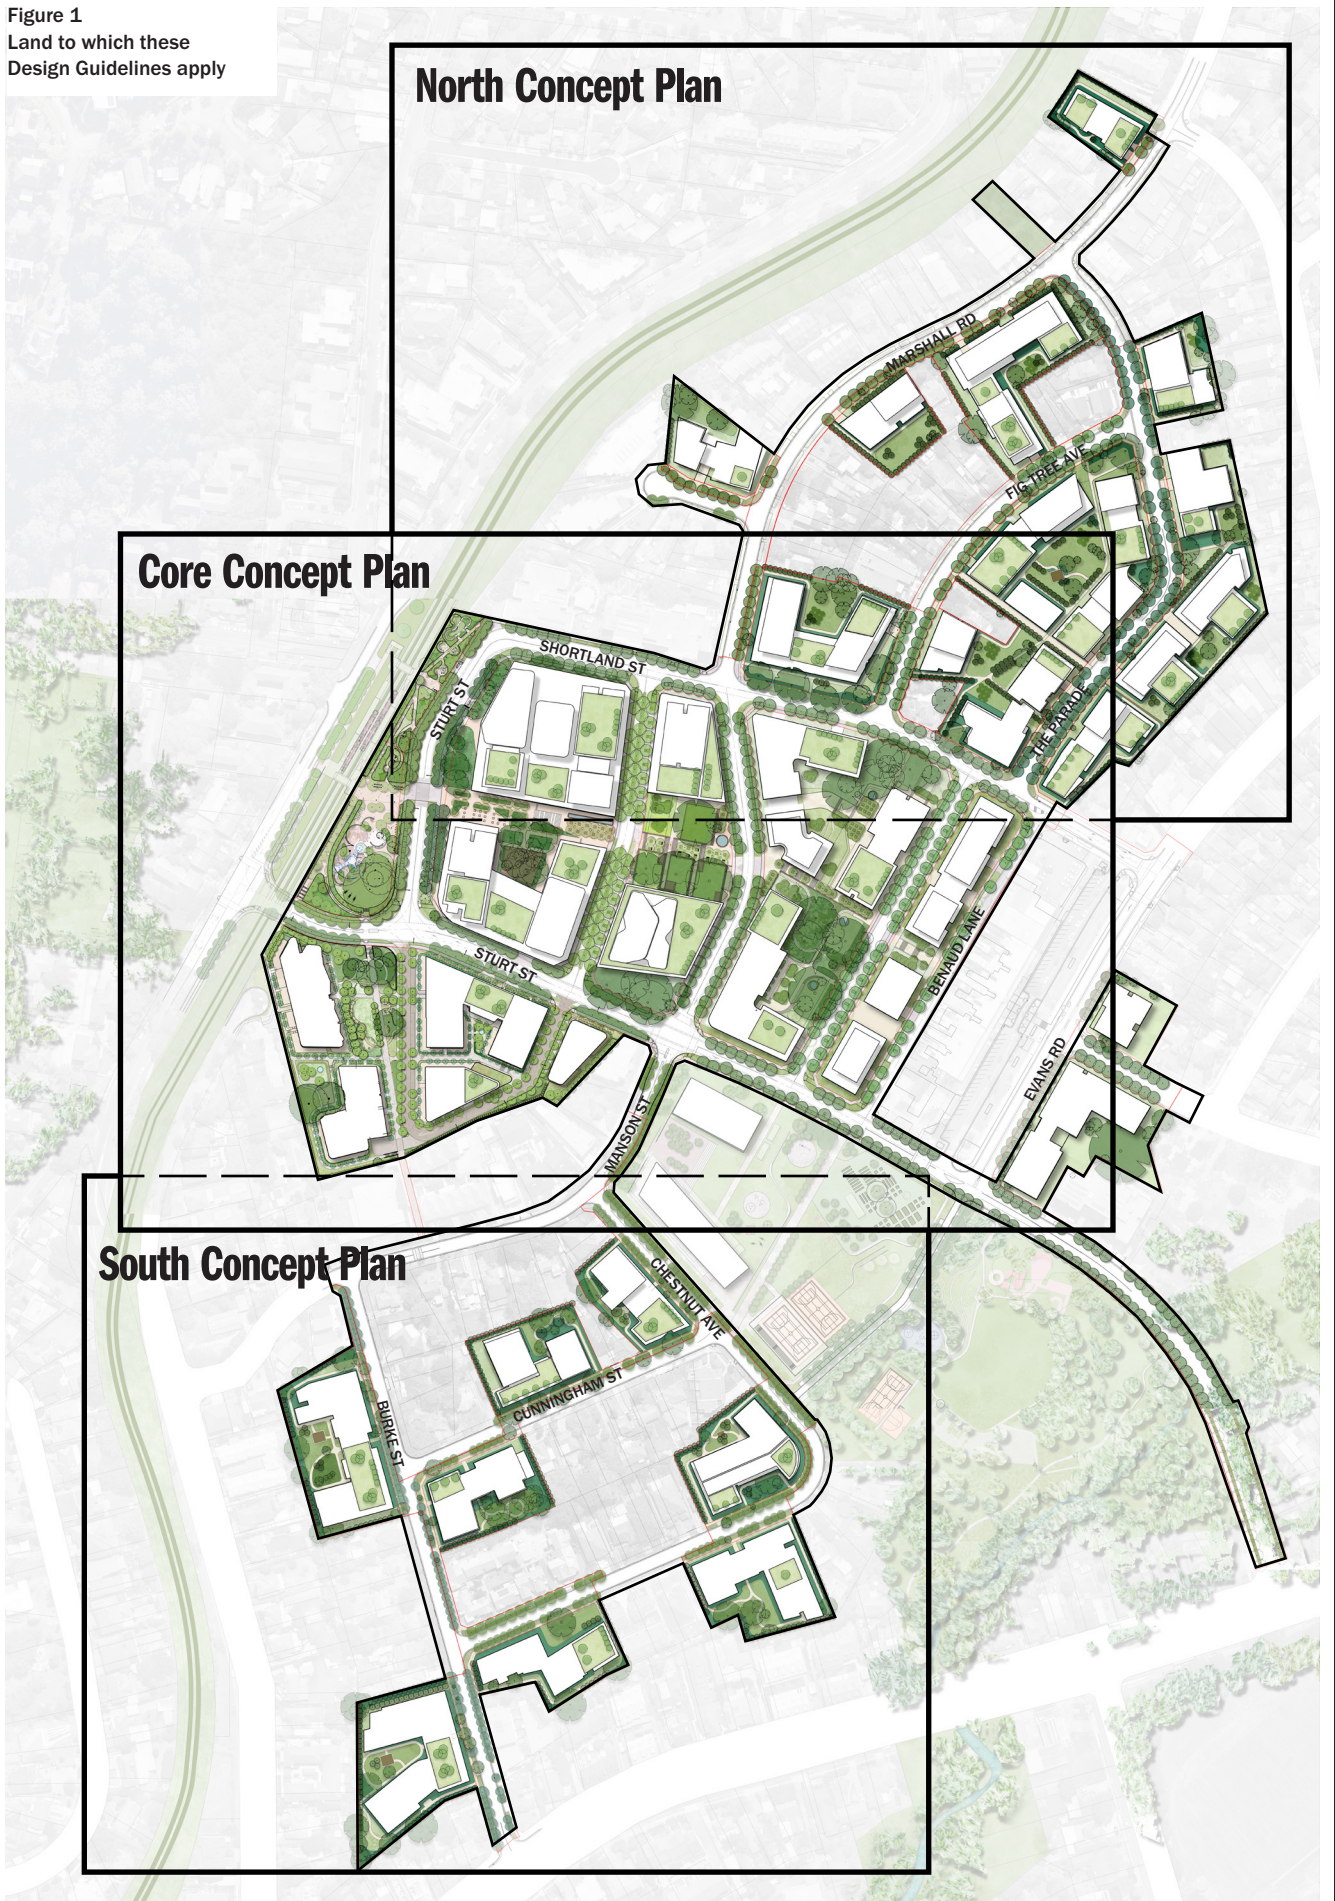 Figure 1
Land to which these
Design Guidelines apply
North Concept Plan
MARSHALL RD
FIG TREE AVE
Core Concept Plan
SHORTLAND ST
STURT ST
THE PARADE
STURT ST
BENAUD LANE
EVANS RD
MANSON ST
South Concept Plan
CHESTNUT AVE
CUNNINGHAM ST
BURKE ST